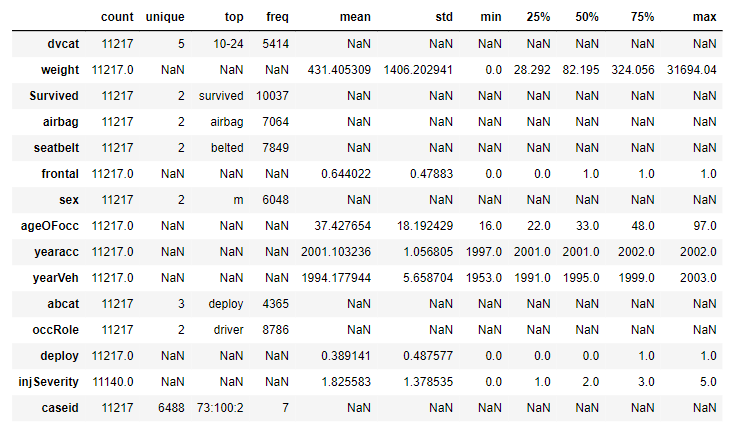 count unique top freq mean std min 25% 50% 75% max
dvcat 11217 5 10-24 5414 NaN NaN NaN NaN NaN NaN NaN
weight 11217.0 NaN NaN NaN 431.405309 1406.202941 0.0 28.292 82.195 324.056 31694.04
Survived 11217 2 survived 10037 NaN NaN NaN NaN NaN NaN NaN
airbag 11217 2 airbag 7064 NaN NaN NaN NaN NaN NaN NaN
seatbelt 11217 2 belted 7849 NaN NaN NaN NaN NaN NaN NaN
frontal 11217.0 NaN NaN NaN 0.644022 0.47883 0.0 0.0 1.0 1.0 1.0
sex 11217 2 m 6048 NaN NaN NaN NaN NaN NaN NaN
ageOFocc 11217.0 NaN NaN NaN 37.427654 18.192429 16.0 22.0 33.0 48.0 97.0
yearacc 11217.0 NaN NaN NaN 2001.103236 1.056805 1997.0 2001.0 2001.0 2002.0 2002.0
yearVeh 11217.0 NaN NaN NaN 1994.177944 5.658704 1953.0 1991.0 1995.0 1999.0 2003.0
abcat 11217 3 deploy 4365 NaN NaN NaN NaN NaN NaN NaN
occRole 11217 2 driver 8786 NaN NaN NaN NaN NaN NaN NaN
deploy 11217.0 NaN NaN NaN 0.389141 0.487577 0.0 0.0 0.0 1.0 1.0
injSeverity 11140.0 NaN NaN NaN 1.825583 1.378535 0.0 1.0 2.0 3.0 5.0
caseid 11217 6488 73:100:2 7 NaN NaN NaN NaN NaN NaN NaN